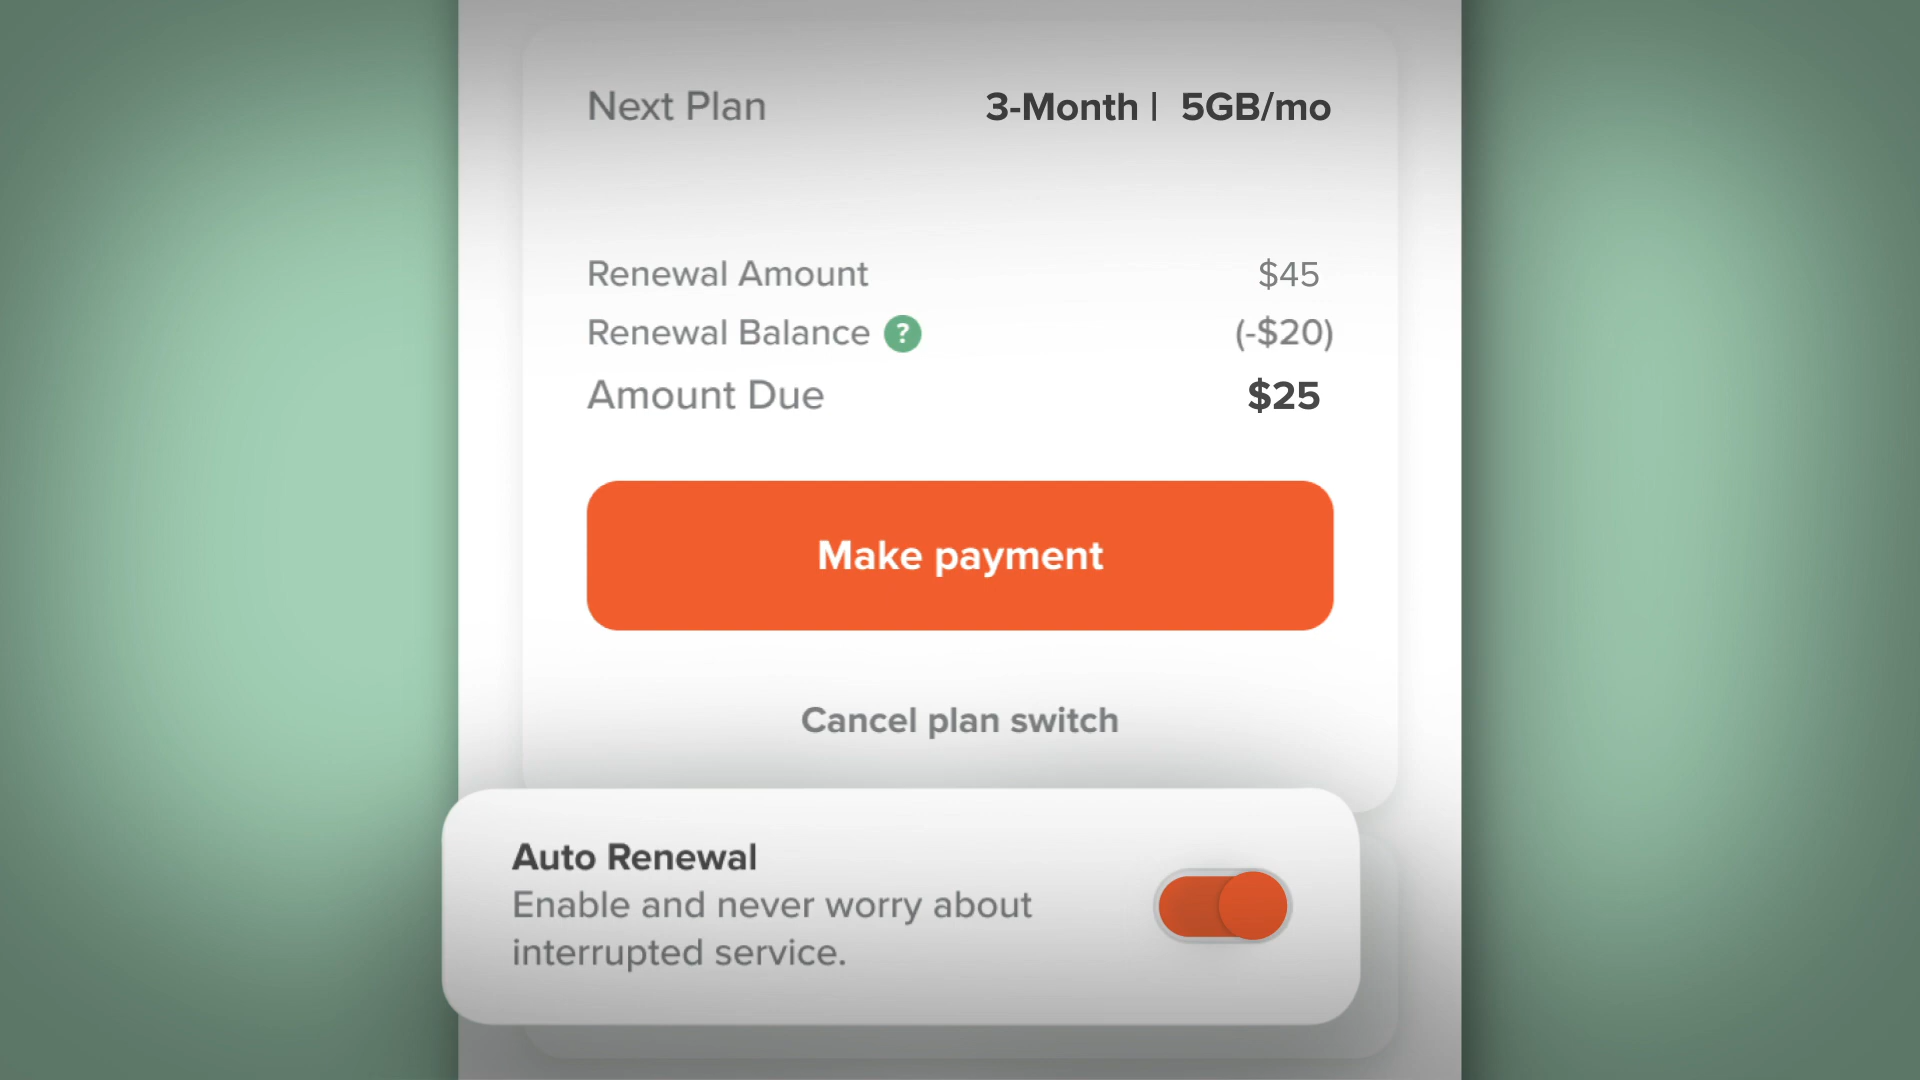 Next Plan 3-Month | 5GB/mo
Renewal Amount $45
Renewal Balance ? (-$20)
Amount Due $25
Make payment
Cancel plan switch
Auto Renewal
Enable and never worry about
interrupted service.